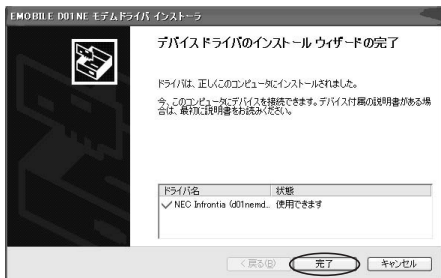 EMOBILE D01NE モデムドライバ インストーラ
デバイス ドライバのインストール ウィザードの完了
ドライバは、正しくこのコンピュータにインストールされました。
今、このコンピュータにデバイスを接続できます。デバイス付属の説明書がある場
合は、最初に説明書をお読みください。
ドライバ名 状態
NEC Infrontia (d01nemd... 使用できます
< 戻る(B) 完了 キャンセル